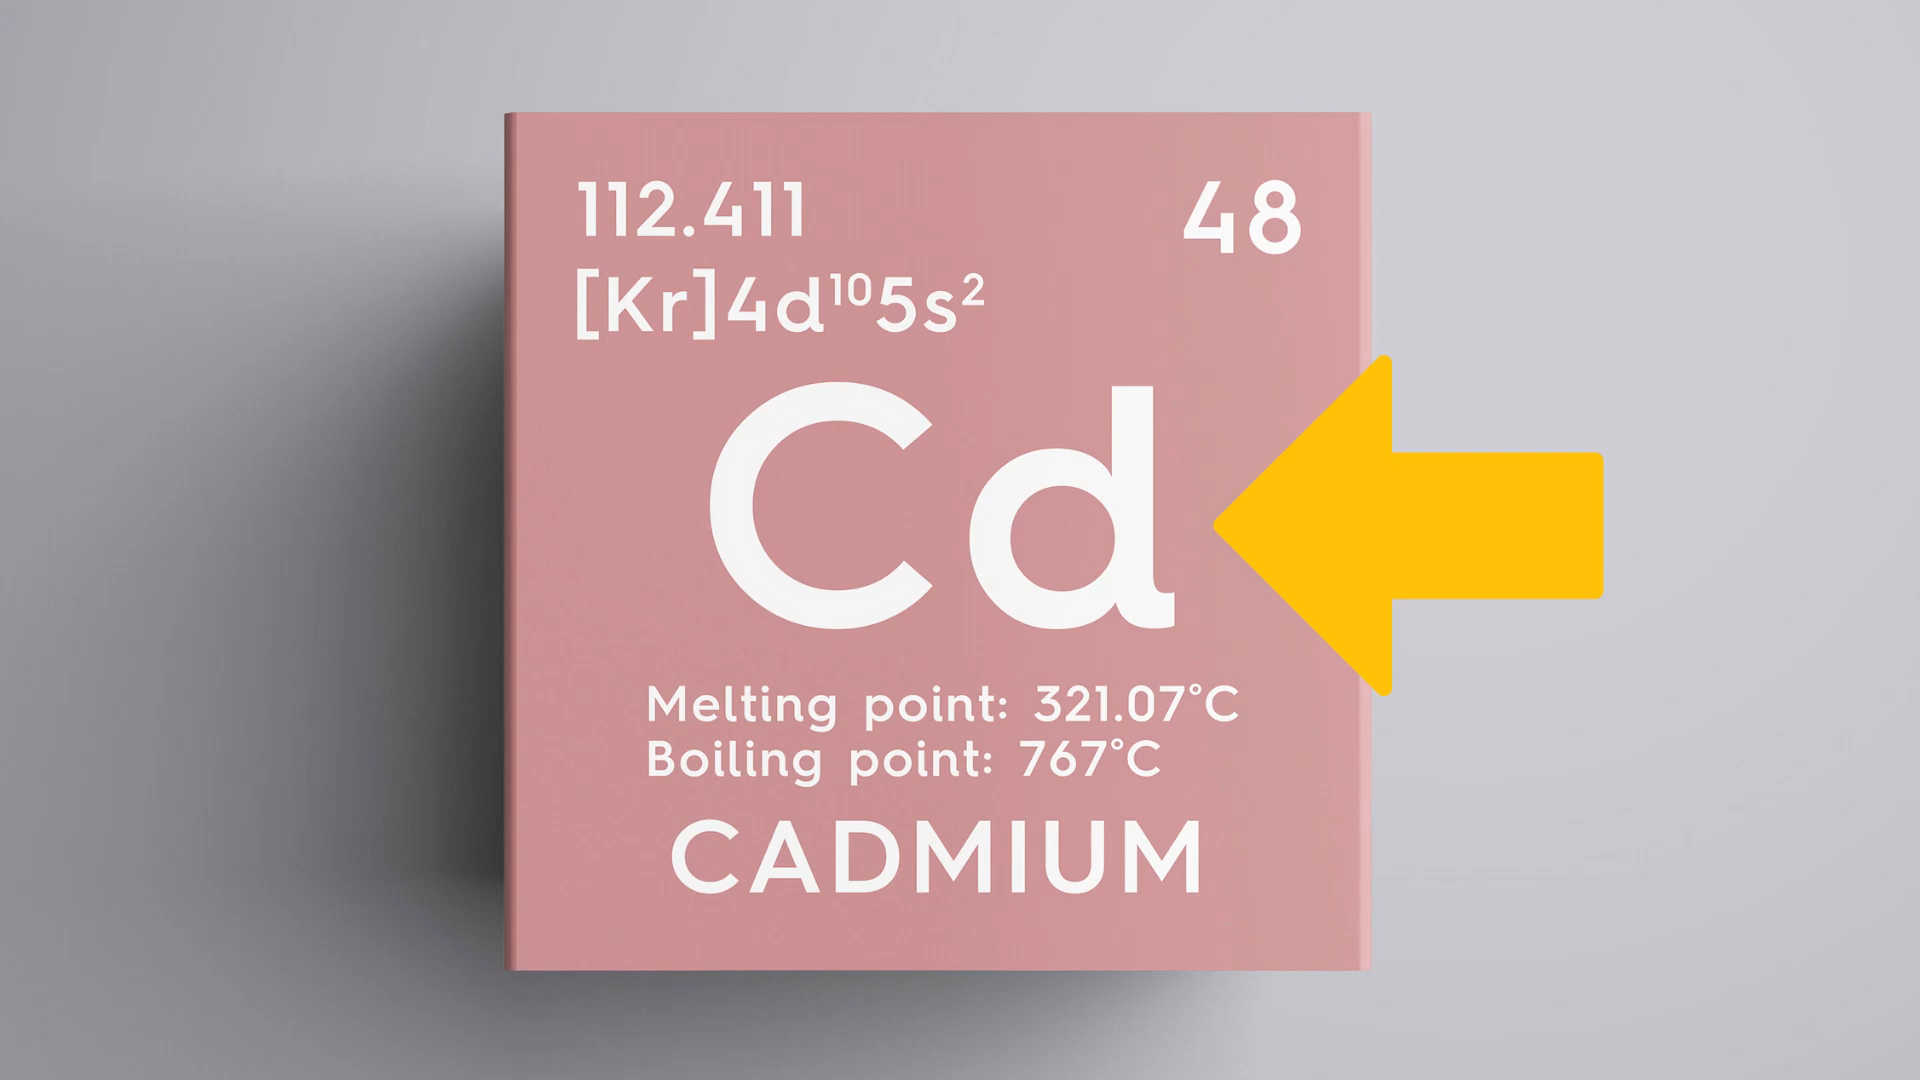 112.411 48
[Kr]4d¹⁰5s²
Cd
Melting point: 321.07°C
Boiling point: 767°C
CADMIUM